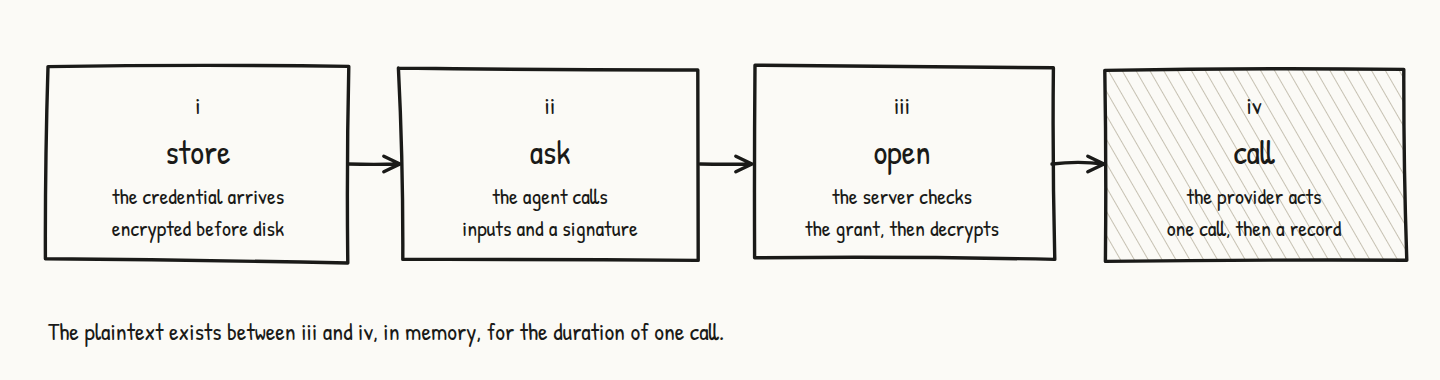 i
store
the credential arrives
encrypted before disk
ii
ask
the agent calls
inputs and a signature
iii
open
the server checks
the grant, then decrypts
iv
call
the provider acts
one call, then a record
The plaintext exists between iii and iv, in memory, for the duration of one call.